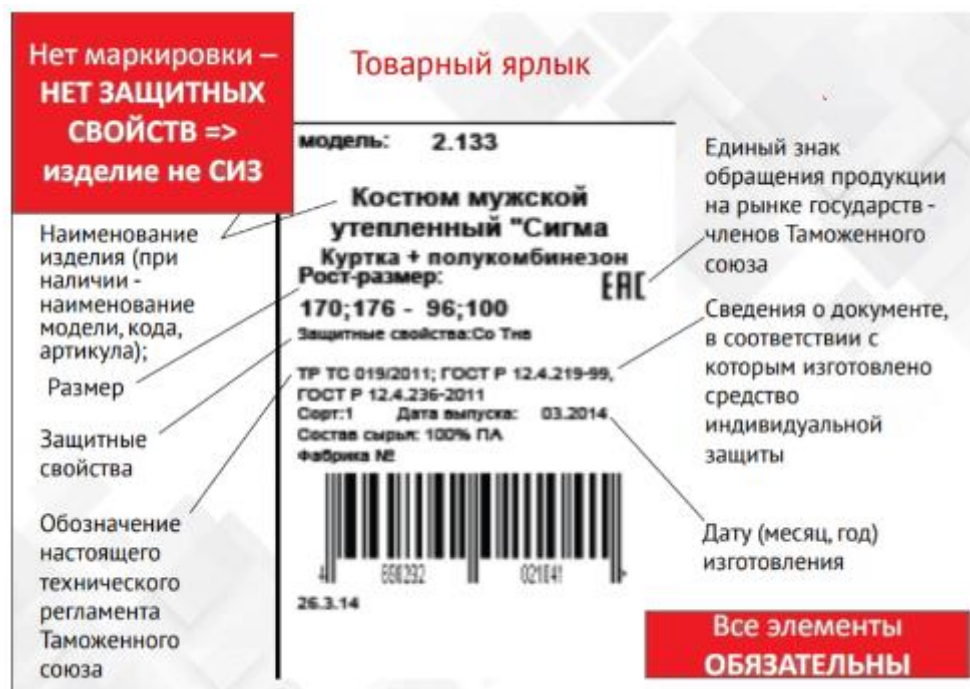 Нет маркировки –
НЕТ ЗАЩИТНЫХ
СВОЙСТВ =>
изделие не СИЗ
Товарный ярлык
Наименование
изделия (при
наличии -
наименование
модели, кода,
артикула);
Размер
Защитные
свойства
Обозначение
настоящего
технического
регламента
Таможенного
союза
модель: 2.133
Костюм мужской
утепленный "Сигма
Куртка + полукомбинезон
Рост-размер:
ЕАС
170;176 - 96;100
Защитные свойства:Со Тнв
ТР ТС 019/2011; ГОСТ Р 12.4.219-99,
ГОСТ Р 12.4.236-2011
Сорт:1 Дата выпуска: 03.2014
Состав сырья: 100% ПА
Фабрика №
4 690292 021041 >
26.3.14
Единый знак
обращения продукции
на рынке государств -
членов Таможенного
союза
Сведения о документе,
в соответствии с
которым изготовлено
средство
индивидуальной
защиты
Дату (месяц, год)
изготовления
Все элементы
ОБЯЗАТЕЛЬНЫ